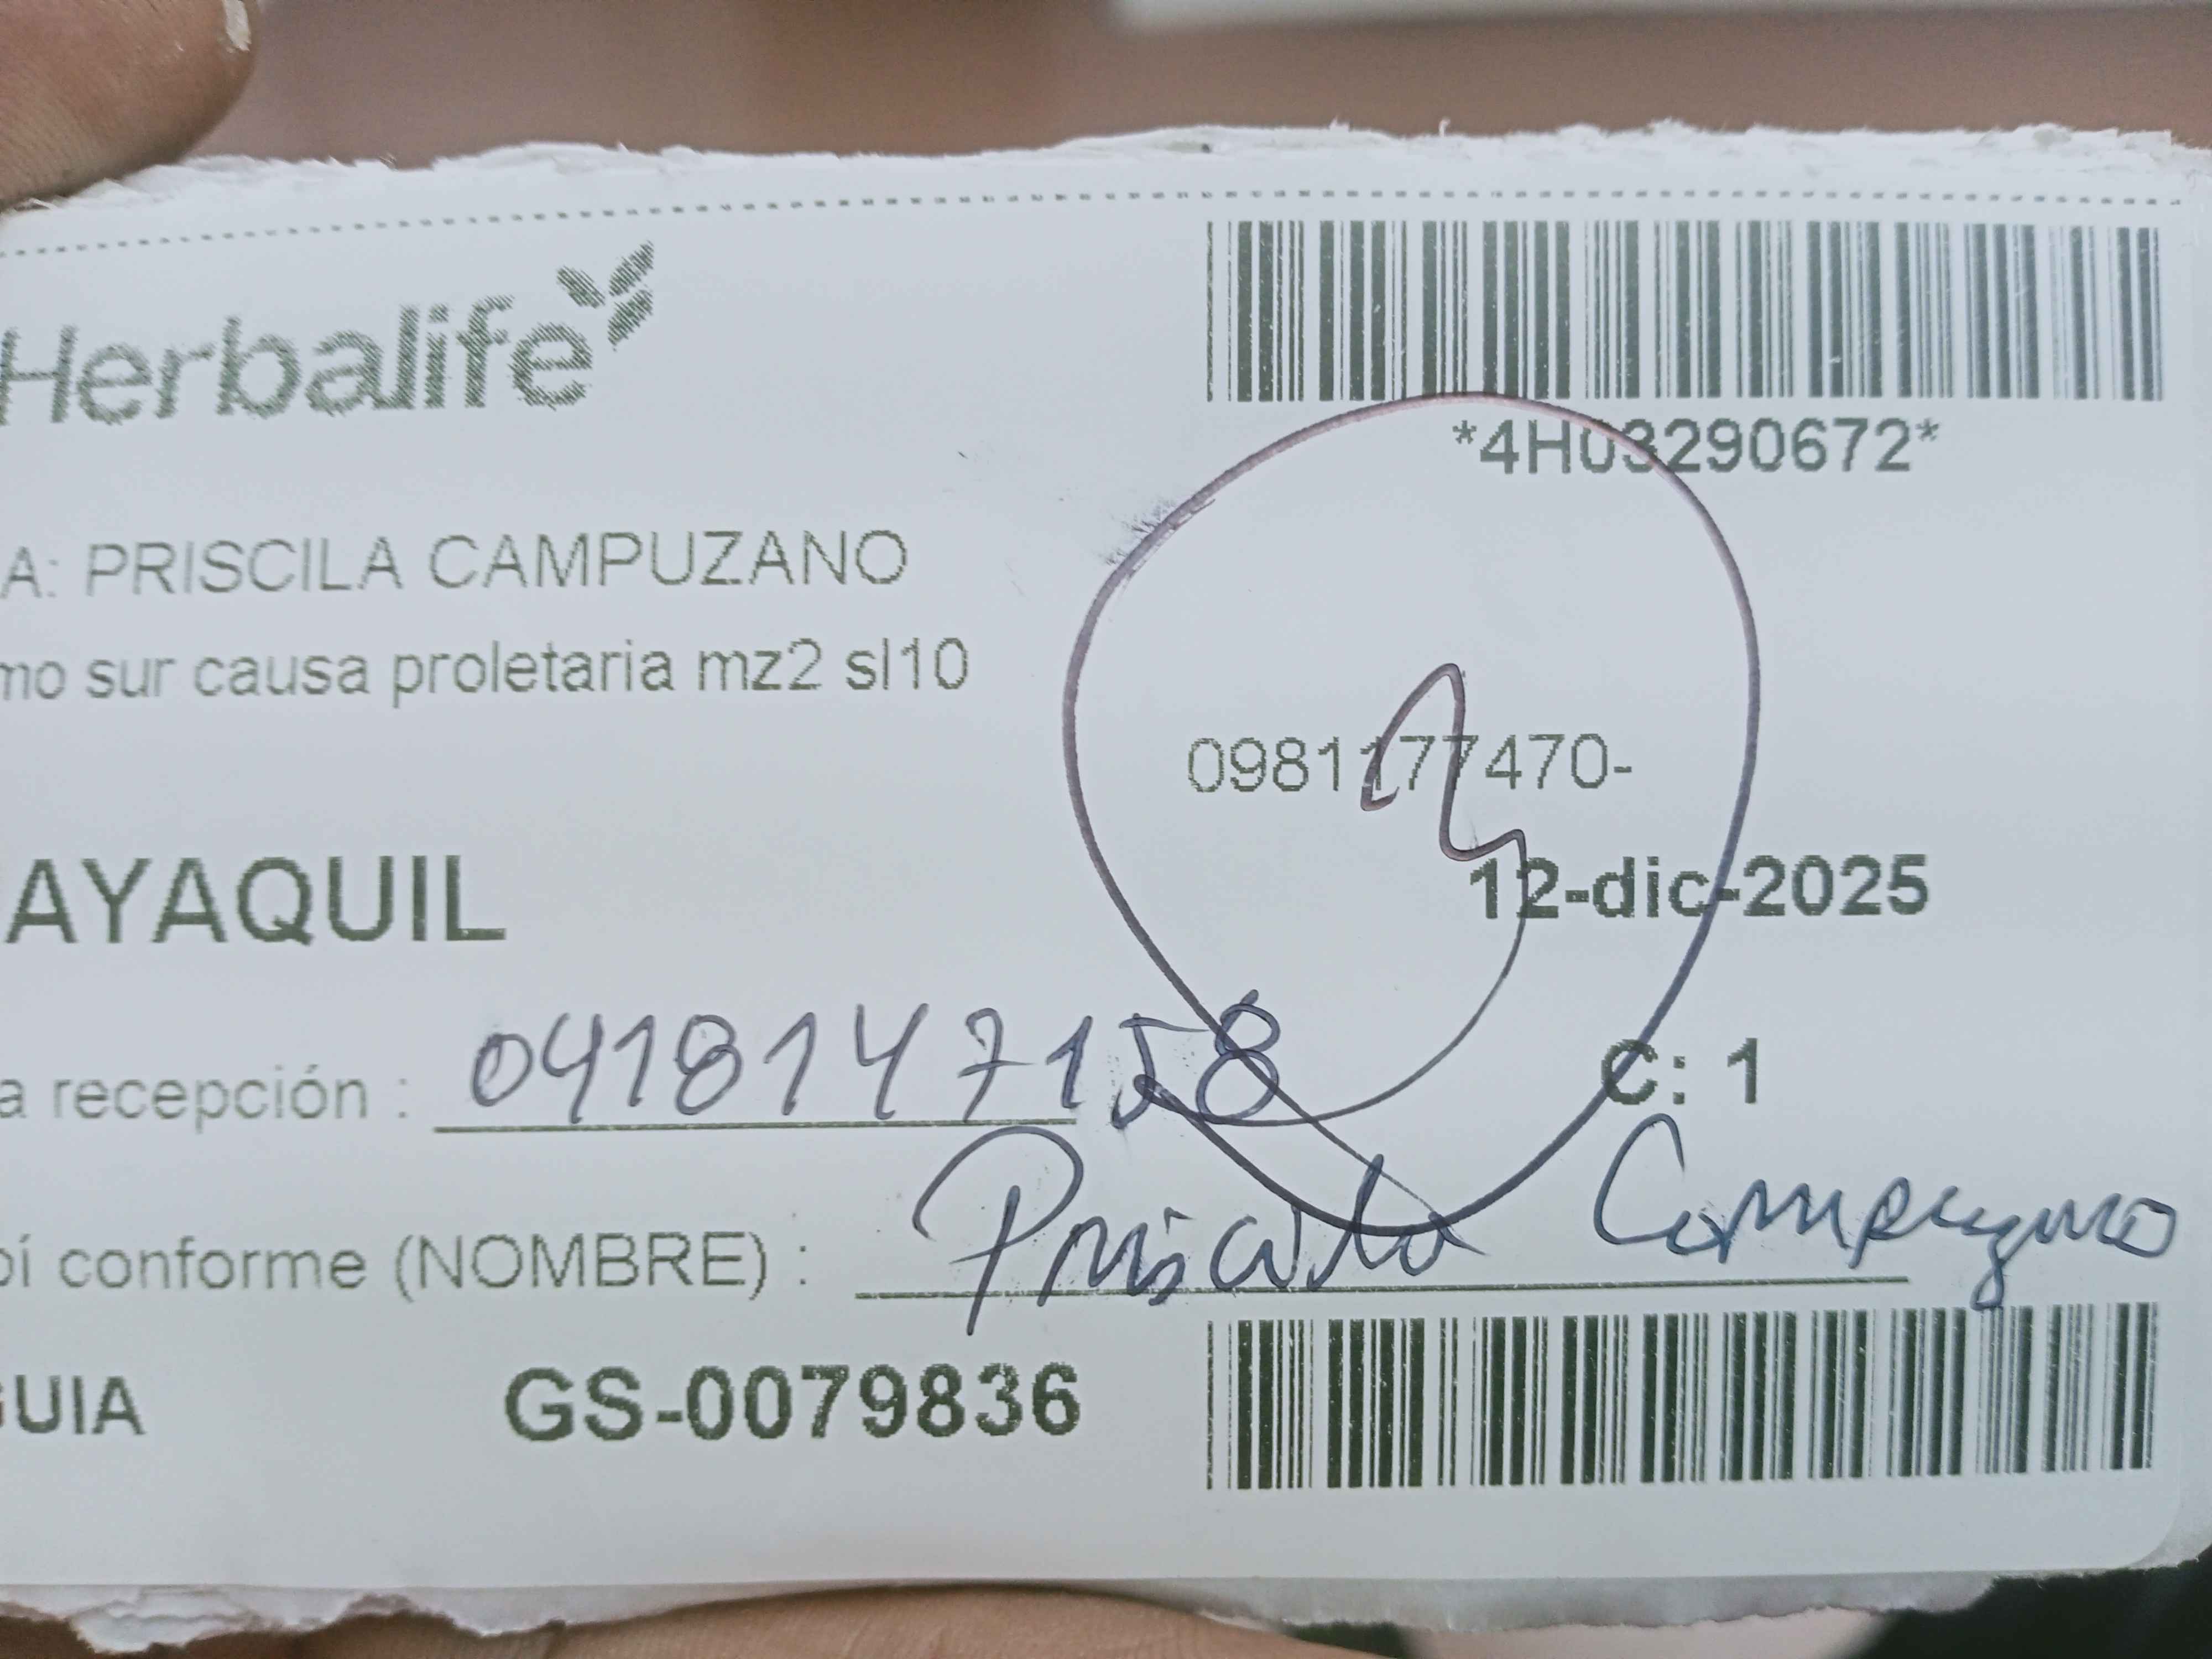 Herbalife
*4H03290672*
A: PRISCILA CAMPUZANO
mo sur causa proletaria mz2 sl10
0981177470-
AYAQUIL
12-dic-2025
a recepción : 0418147158
C: 1
bí conforme (NOMBRE) : Priscila Campuzano
GUIA GS-0079836